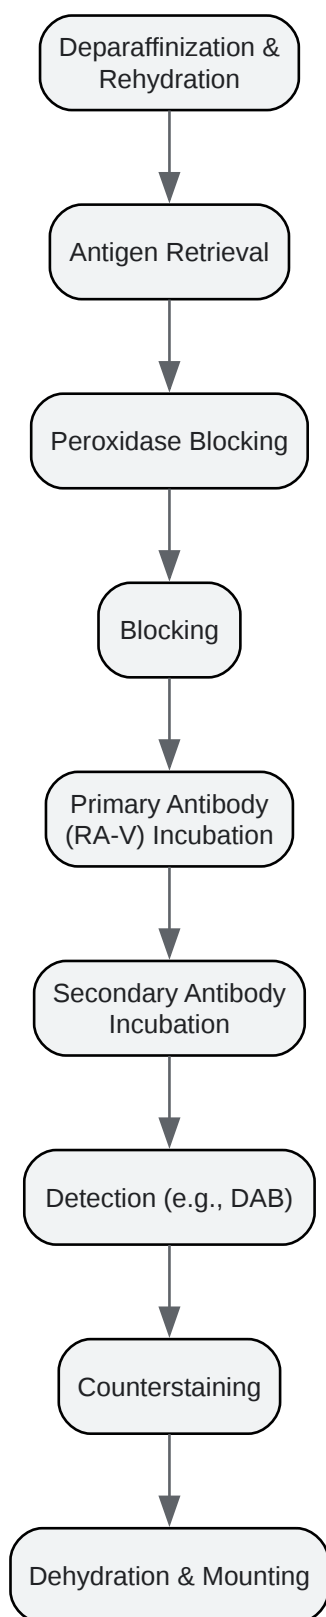 Deparaffinization &
Rehydration
Antigen Retrieval
Peroxidase Blocking
Blocking
Primary Antibody
(RA-V) Incubation
Secondary Antibody
Incubation
Detection (e.g., DAB)
Counterstaining
Dehydration & Mounting